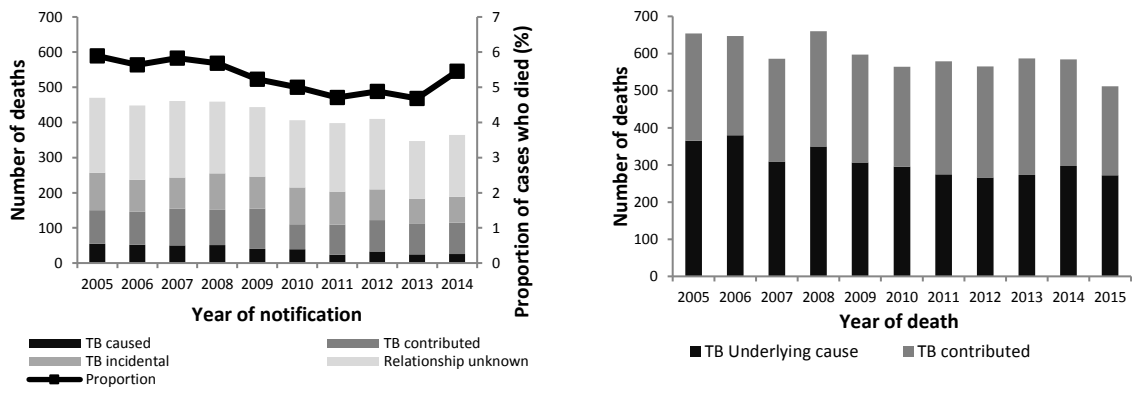 Number of deaths
700
600
500
400
300
200
100
0
7
6
5
4
3
2
1
0
Proportion of cases who died (%)
2005 2006 2007 2008 2009 2010 2011 2012 2013 2014
Year of notification
TB caused TB contributed
TB incidental Relationship unknown
Proportion
Number of deaths
700
600
500
400
300
200
100
0
2005 2006 2007 2008 2009 2010 2011 2012 2013 2014 2015
Year of death
TB Underlying cause TB contributed